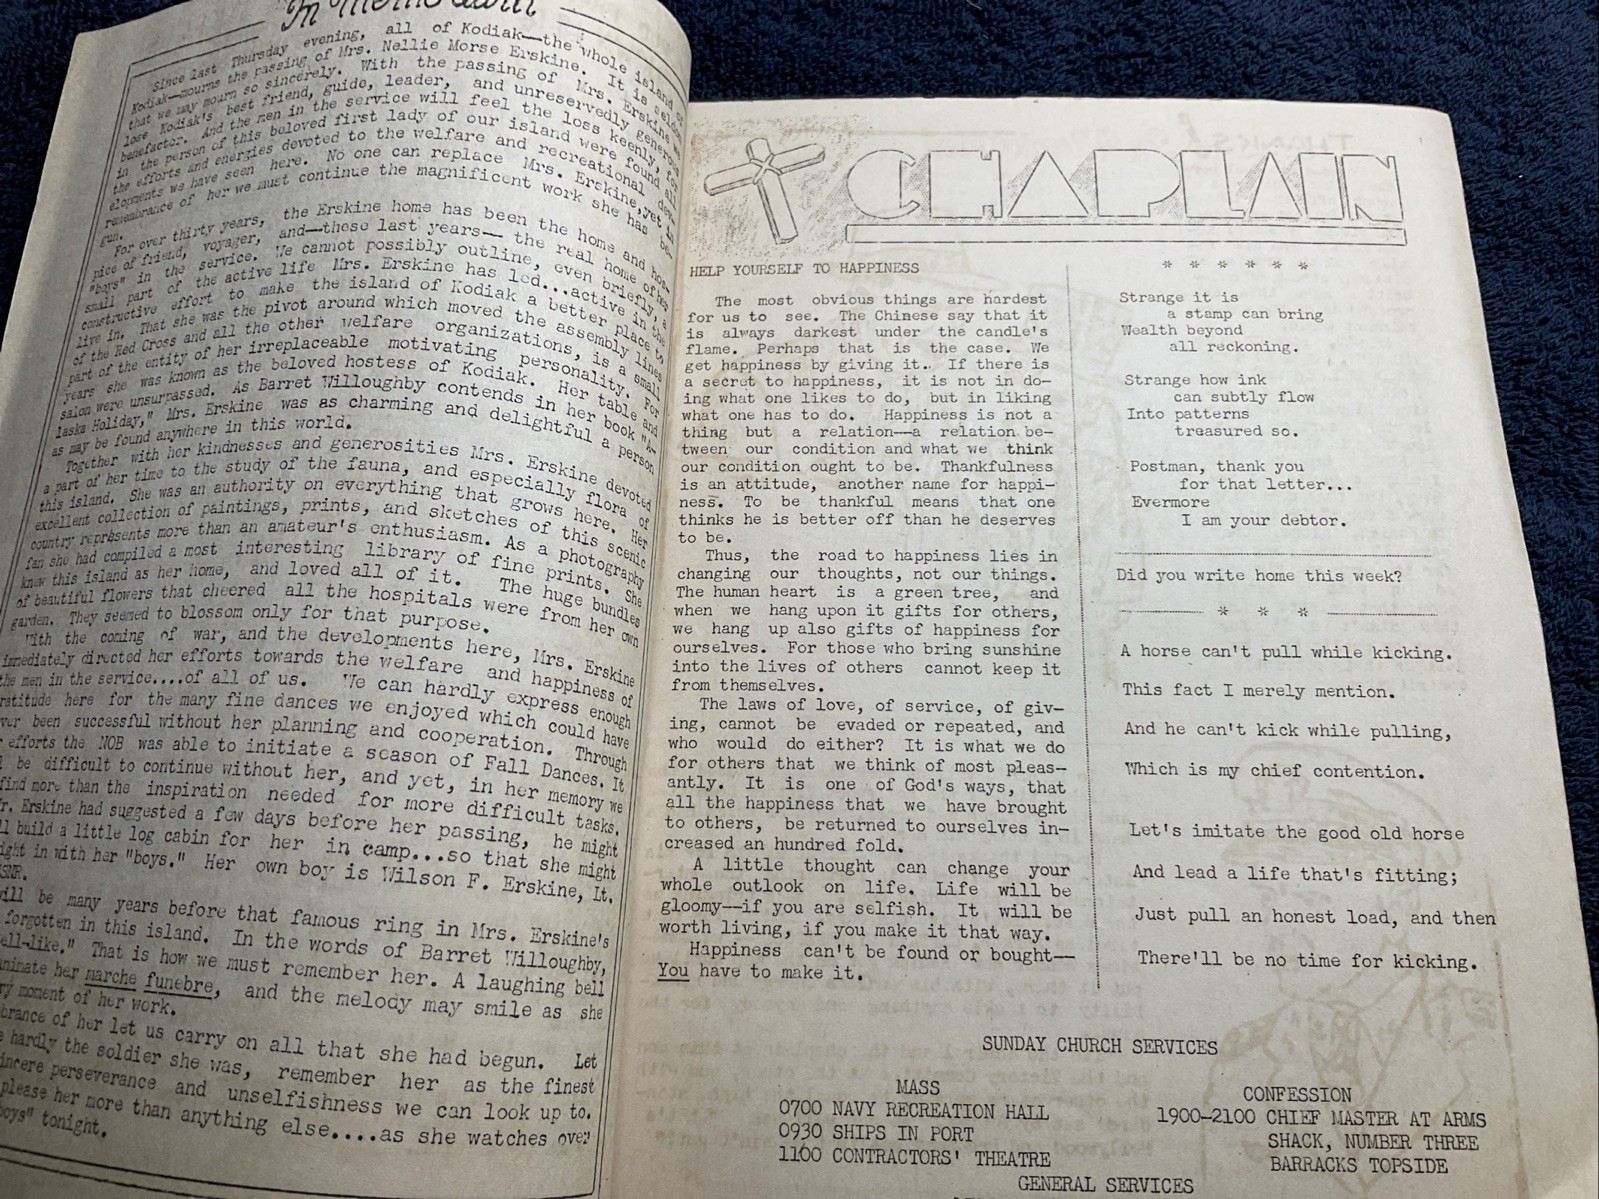 In Memoriam
Since last Thursday evening, all of Kodiak—the whole island of
Kodiak—mourns the passing of Mrs. Nellie Morse Erskine. It is seldom
that we may mourn so sincerely. With the passing of Mrs. Erskine we
lose Kodiak's best friend, guide, leader, and unreservedly generous
benefactor. And the men in the service will feel the loss keenly, for
in the person of this beloved first lady of our island were found all
the efforts and energies devoted to the welfare and recreational dev-
elopments we have seen here. No one can replace Mrs. Erskine, yet in
remembrance of her we must continue the magnificent work she has be-
gun.
For over thirty years, the Erskine home has been the home and hos-
pice of friend, voyager, and—these last years— the real home of her
"boys" in the service. We cannot possibly outline, even briefly, a
small part of the active life Mrs. Erskine has led...active in the
constructive effort to make the island of Kodiak a better place to
live in. That she was the pivot around which moved the assembly lines
of the Red Cross and all the other welfare organizations, is a small
part of the entity of her irreplaceable motivating personality. For
years she was known as the beloved hostess of Kodiak. Her table and
salon were unsurpassed. As Barret Willoughby contends in her book "A-
laska Holiday," Mrs. Erskine was as charming and delightful a person
as may be found anywhere in this world.
Together with her kindnesses and generosities Mrs. Erskine devoted
a part of her time to the study of the fauna, and especially flora of
this island. She was an authority on everything that grows here. Her
excellent collection of paintings, prints, and sketches of this scenic
country represents more than an amateur's enthusiasm. As a photography
fan she had compiled a most interesting library of fine prints. She
knew this island as her home, and loved all of it. The huge bundles
of beautiful flowers that cheered all the hospitals were from her own
garden. They seemed to blossom only for that purpose.
With the coming of war, and the developments here, Mrs. Erskine
immediately directed her efforts towards the welfare and happiness of
the men in the service....of all of us. We can hardly express enough
ratitude here for the many fine dances we enjoyed which could have
ver been successful without her planning and cooperation. Through
efforts the NOB was able to initiate a season of Fall Dances. It
l be difficult to continue without her, and yet, in her memory we
find more than the inspiration needed for more difficult tasks.
r. Erskine had suggested a few days before her passing, he might
ll build a little log cabin for her in camp...so that she might
ight in with her "boys." Her own boy is Wilson F. Erskine, Lt.
SNR.
will be many years before that famous ring in Mrs. Erskine's
forgotten in this island. In the words of Barret Willoughby,
ell-like." That is how we must remember her. A laughing bell
minate her marche funebre, and the melody may smile as she
ry moment of her work.
brance of her let us carry on all that she had begun. Let
hardly the soldier she was, remember her as the finest
incere perseverance and unselfishness we can look up to.
please her more than anything else....as she watches over
boys" tonight.
CHAPLAIN
HELP YOURSELF TO HAPPINESS
The most obvious things are hardest
for us to see. The Chinese say that it
is always darkest under the candle's
flame. Perhaps that is the case. We
get happiness by giving it. If there is
a secret to happiness, it is not in do-
ing what one likes to do, but in liking
what one has to do. Happiness is not a
thing but a relation—a relation be-
tween our condition and what we think
our condition ought to be. Thankfulness
is an attitude, another name for happi-
ness. To be thankful means that one
thinks he is better off than he deserves
to be.
Thus, the road to happiness lies in
changing our thoughts, not our things.
The human heart is a green tree, and
when we hang upon it gifts for others,
we hang up also gifts of happiness for
ourselves. For those who bring sunshine
into the lives of others cannot keep it
from themselves.
The laws of love, of service, of giv-
ing, cannot be evaded or repeated, and
who would do either? It is what we do
for others that we think of most pleas-
antly. It is one of God's ways, that
all the happiness that we have brought
to others, be returned to ourselves in-
creased an hundred fold.
A little thought can change your
whole outlook on life. Life will be
gloomy—if you are selfish. It will be
worth living, if you make it that way.
Happiness can't be found or bought—
You have to make it.
* * * * * *
Strange it is
a stamp can bring
Wealth beyond
all reckoning.
Strange how ink
can subtly flow
Into patterns
treasured so.
Postman, thank you
for that letter...
Evermore
I am your debtor.
Did you write home this week?
* * *
A horse can't pull while kicking.
This fact I merely mention.
And he can't kick while pulling,
Which is my chief contention.
Let's imitate the good old horse
And lead a life that's fitting;
Just pull an honest load, and then
There'll be no time for kicking.
SUNDAY CHURCH SERVICES
MASS
0700 NAVY RECREATION HALL
0930 SHIPS IN PORT
1100 CONTRACTORS' THEATRE
CONFESSION
1900-2100 CHIEF MASTER AT ARMS
SHACK, NUMBER THREE
BARRACKS TOPSIDE
GENERAL SERVICES